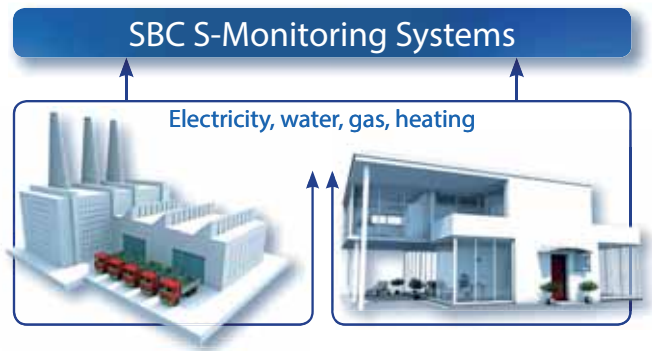 SBC S-Monitoring Systems
Electricity, water, gas, heating